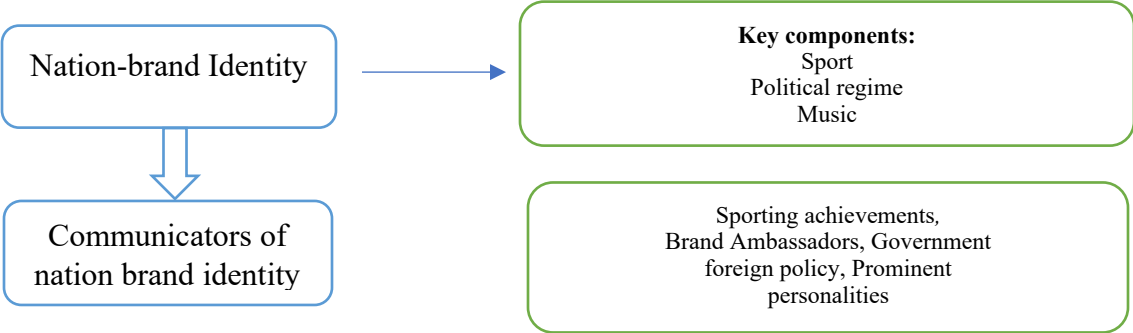 Nation-brand Identity
Key components:
Sport
Political regime
Music
Communicators of
nation brand identity
Sporting achievements,
Brand Ambassadors, Government
foreign policy, Prominent
personalities